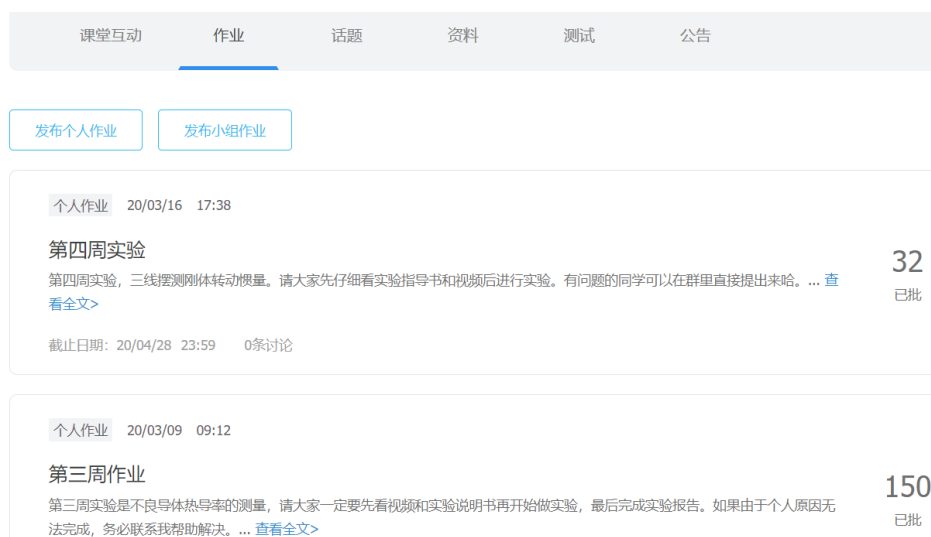 课堂互动 作业 话题 资料 测试 公告
发布个人作业 发布小组作业
个人作业 20/03/16 17:38
第四周实验
第四周实验，三线摆测刚体转动惯量。请大家先仔细看实验指导书和视频后进行实验。有问题的同学可以在群里直接提出来哈。... 查
看全文>
32
已批
截止日期：20/04/28 23:59 0条讨论
个人作业 20/03/09 09:12
第三周作业
第三周实验是不良导体热导率的测量，请大家一定要先看视频和实验说明书再开始做实验，最后完成实验报告。如果由于个人原因无
法完成，务必联系我帮助解决。... 查看全文>
150
已批